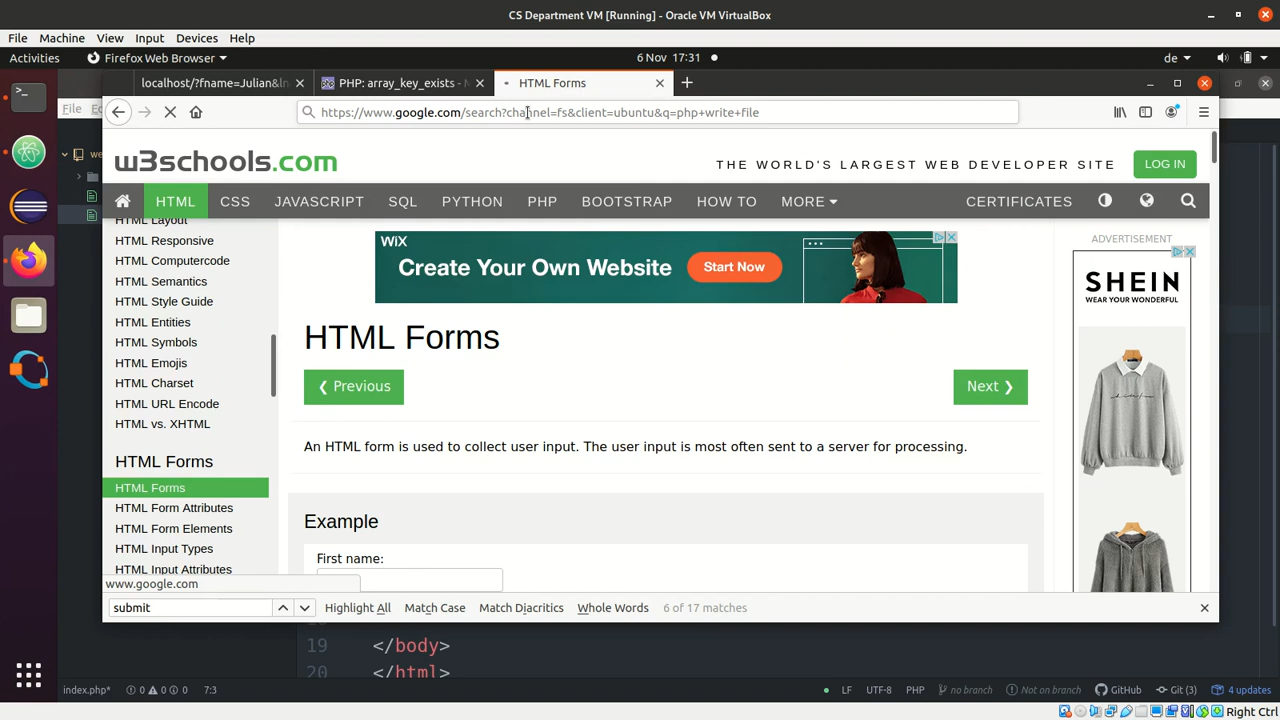 CS Department VM [Running] - Oracle VM VirtualBox
File Machine View Input Devices Help
Activities Firefox Web Browser 6 Nov 17:31 de
localhost/?fname=Julian&ln
PHP: array_key_exists - M
HTML Forms
File
https://www.google.com/search?channel=fs&client=ubuntu&q=php+write+file
w3schools.com
THE WORLD'S LARGEST WEB DEVELOPER SITE
LOG IN
HTML CSS JAVASCRIPT SQL PYTHON PHP BOOTSTRAP HOW TO MORE CERTIFICATES
HTML Layout
HTML Responsive
HTML Computercode
HTML Semantics
HTML Style Guide
HTML Entities
HTML Symbols
HTML Emojis
HTML Charset
HTML URL Encode
HTML vs. XHTML
HTML Forms
HTML Forms
HTML Form Attributes
HTML Form Elements
HTML Input Types
HTML Input Attributes
WiX
Create Your Own Website
Start Now
HTML Forms
❮ Previous
Next ❯
An HTML form is used to collect user input. The user input is most often sent to a server for processing.
Example
First name:
ADVERTISEMENT
SHEIN
WEAR YOUR WONDERFUL
www.google.com
submit
Highlight All Match Case Match Diacritics Whole Words 6 of 17 matches
19 </body>
20 </html>
index.php* 0 0 0 7:3 LF UTF-8 PHP no branch Not on branch GitHub Git (3) 4 updates
Right Ctrl